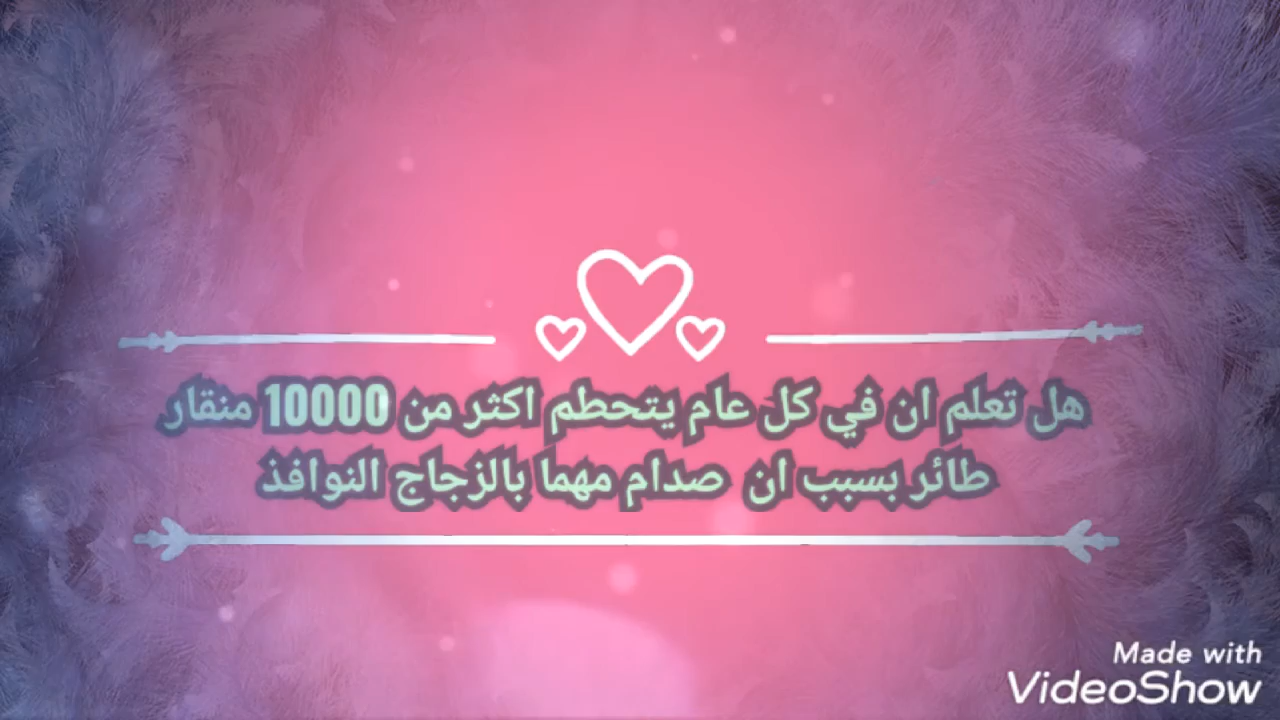 هل تعلم ان في كل عام يتحطم اكثر من 10000 منقار
طائر بسبب ان صدام مهما بالزجاج النوافذ
Made with
VideoShow